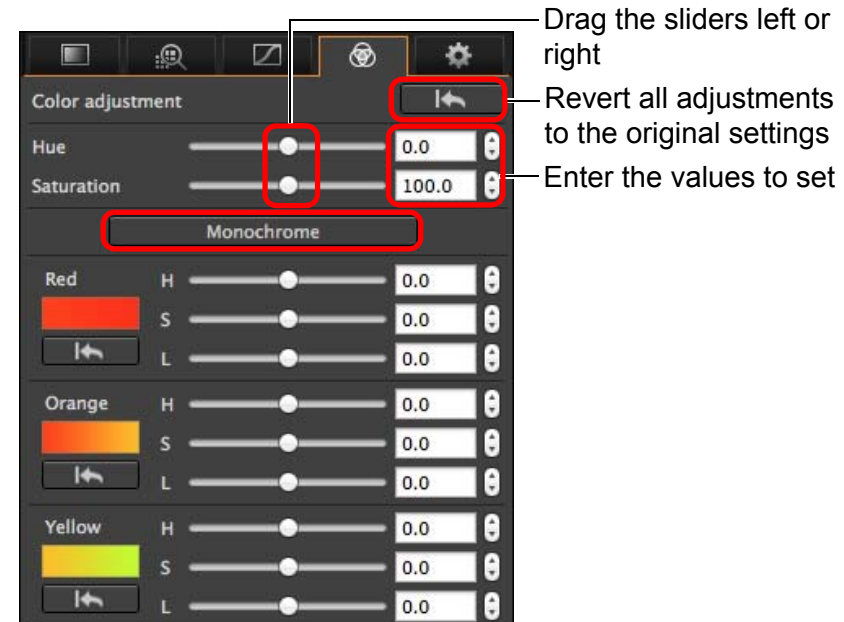 Drag the sliders left or
right
Color adjustment
Revert all adjustments
to the original settings
Hue 0.0
Enter the values to set
Saturation 100.0
Monochrome
Red H 0.0
S 0.0
L 0.0
Orange H 0.0
S 0.0
L 0.0
Yellow H 0.0
S 0.0
L 0.0